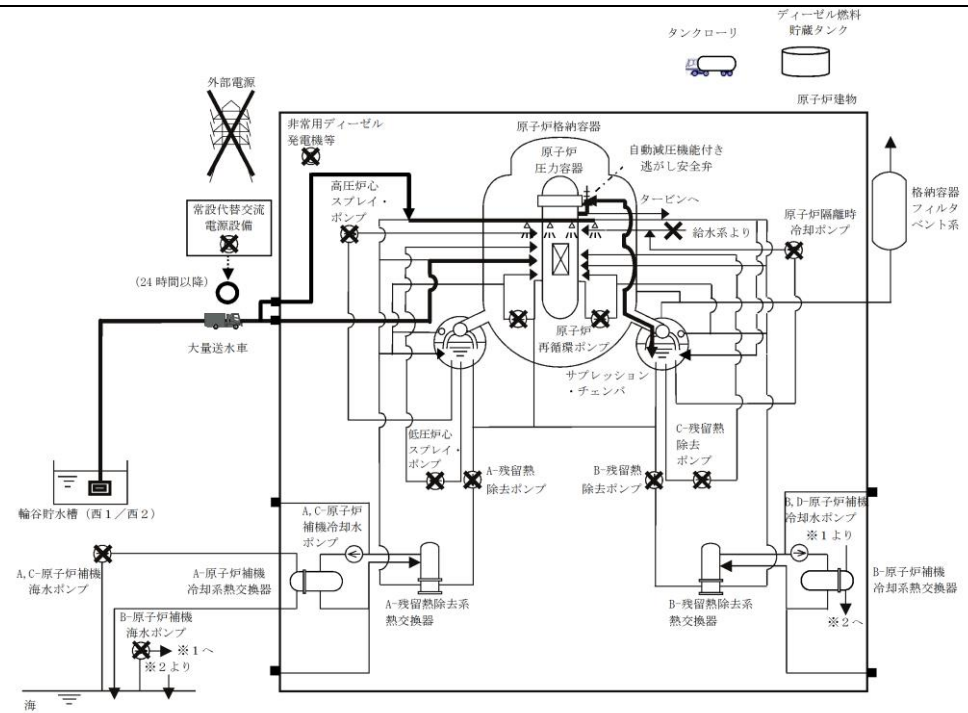 タンクローリ
ディーゼル燃料
貯蔵タンク
外部電源
原子炉建物
非常用ディーゼル
発電機等
原子炉格納容器
原子炉
圧力容器
自動減圧機能付き
逃がし安全弁
高圧炉心
スプレイ・
ポンプ
タービンへ
給水系より
原子炉隔離時
冷却ポンプ
格納容器
フィルタ
ベント系
常設代替交流
電源設備
(24時間以降)
大量送水車
原子炉
再循環ポンプ
サプレッション
・チェンバ
低圧炉心
スプレイ・
ポンプ
A-残留熱
除去ポンプ
B-残留熱
除去ポンプ
C-残留熱
除去
ポンプ
輪谷貯水槽(西1/西2)
A,C-原子炉補機
海水ポンプ
A-原子炉補機
冷却系熱交換器
A,C-原子炉
補機冷却水
ポンプ
A-残留熱除去系
熱交換器
B-残留熱除去系
熱交換器
B,D-原子炉補機
冷却水ポンプ
※1より
B-原子炉補機
冷却系熱交換器
※2へ
B-原子炉補機
海水ポンプ
※1へ
※2より
海